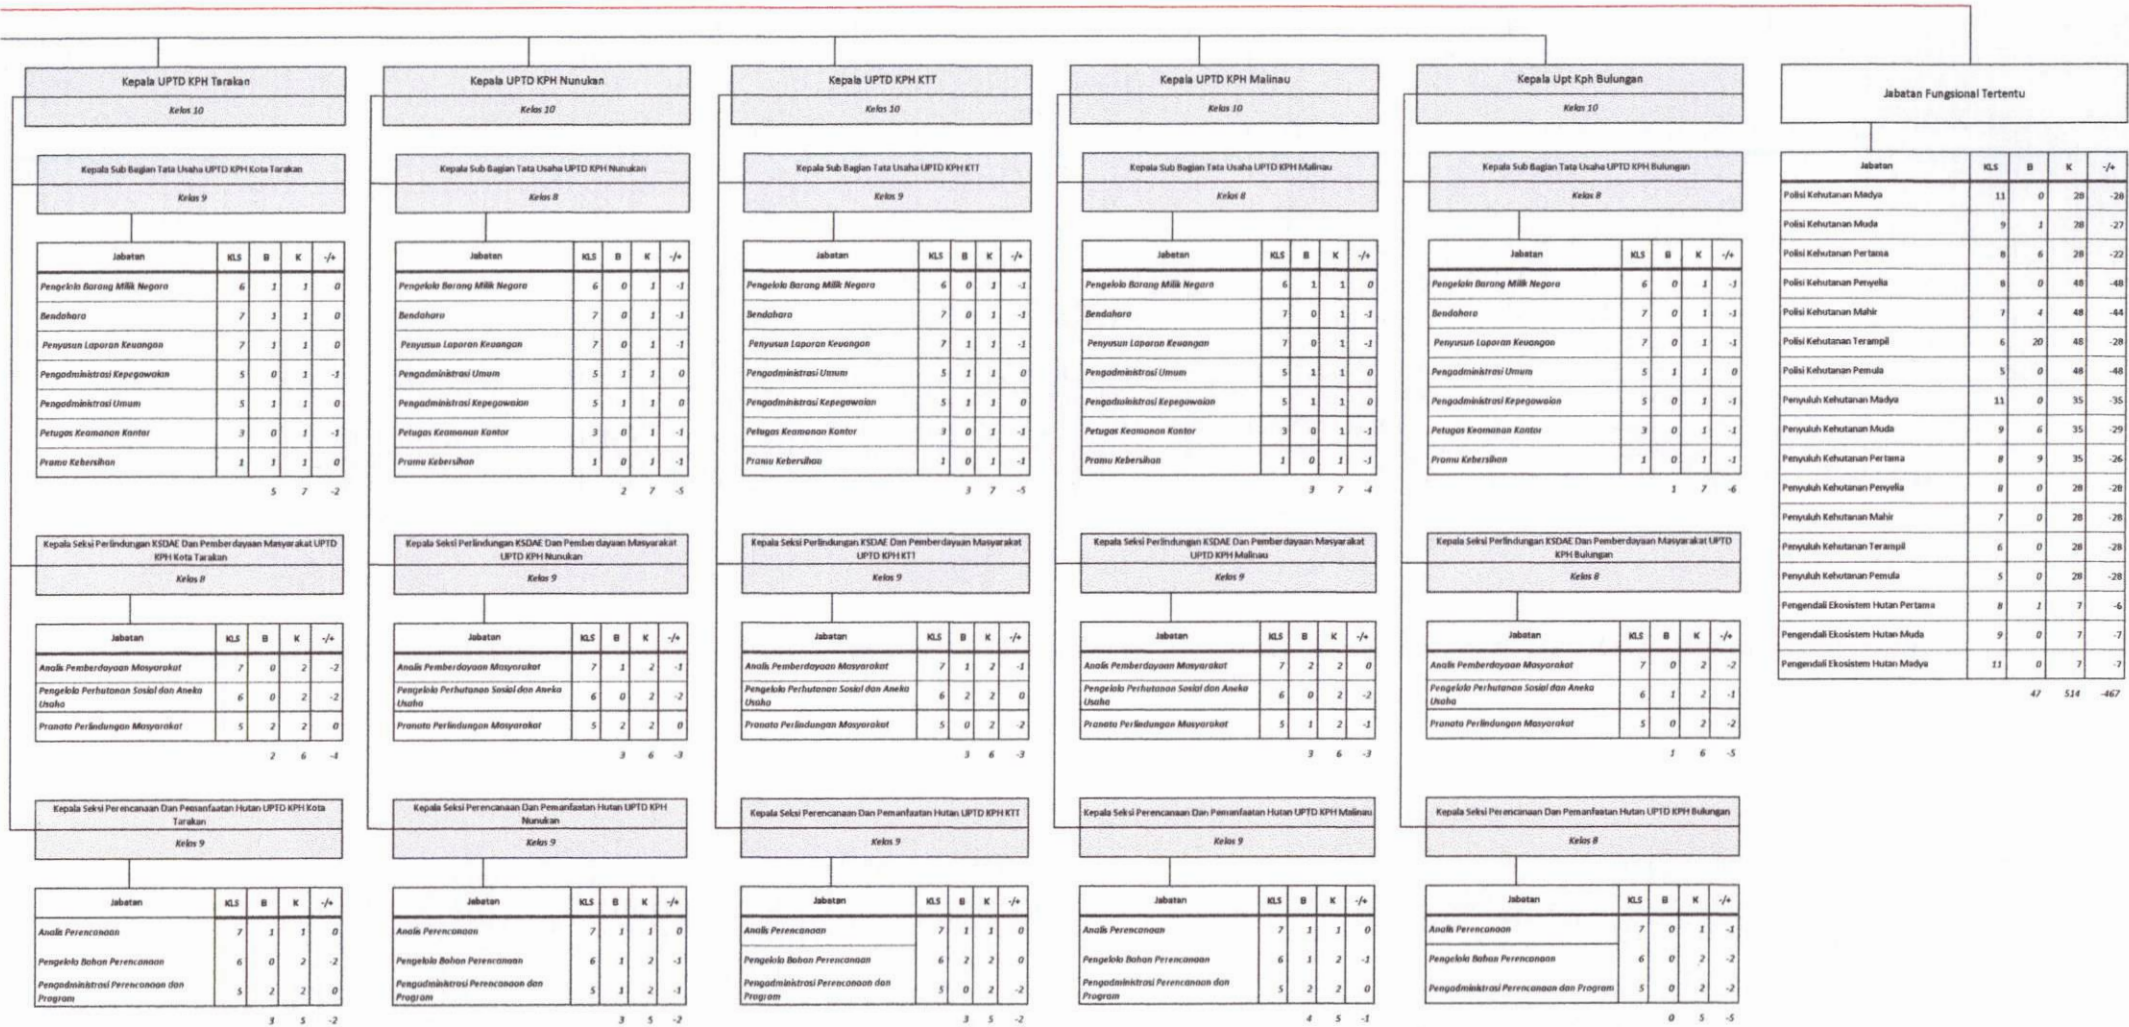 Kepala UPTD KPH Tarakan
Kelas 10
Kepala Sub Bagian Tata Usaha UPTD KPH Kota Tarakan
Kelas 9
Jabatan KLS B K -/+
Pengelola Barang Milik Negara 6 1 1 0
Bendahara 7 1 1 0
Penyusun Laporan Keuangan 7 1 1 0
Pengadministrasi Kepegawaian 5 0 1 -1
Pengadministrasi Umum 5 1 1 0
Petugas Keamanan Kantor 3 0 1 -1
Pramu Kebersihan 1 1 1 0
5 7 -2
Kepala Seksi Perlindungan KSDAE Dan Pemberdayaan Masyarakat UPTD
KPH Kota Tarakan
Kelas 8
Jabatan KLS B K -/+
Analis Pemberdayaan Masyarakat 7 0 2 -2
Pengelola Perhutanan Sosial dan Aneka
Usaha 6 0 2 -2
Pranata Perlindungan Masyarakat 5 2 2 0
2 6 -4
Kepala Seksi Perencanaan Dan Pemanfaatan Hutan UPTD KPH Kota
Tarakan
Kelas 9
Jabatan KLS B K -/+
Analis Perencanaan 7 1 1 0
Pengelola Bahan Perencanaan 6 0 2 -2
Pengadministrasi Perencanaan dan
Program 5 2 2 0
3 5 -2
Kepala UPTD KPH Nunukan
Kelas 10
Kepala Sub Bagian Tata Usaha UPTD KPH Nunukan
Kelas 8
Jabatan KLS B K -/+
Pengelola Barang Milik Negara 6 0 1 -1
Bendahara 7 0 1 -1
Penyusun Laporan Keuangan 7 0 1 -1
Pengadministrasi Umum 5 1 1 0
Pengadministrasi Kepegawaian 5 1 1 0
Petugas Keamanan Kantor 3 0 1 -1
Pramu Kebersihan 1 0 1 -1
2 7 -5
Kepala Seksi Perlindungan KSDAE Dan Pemberdayaan Masyarakat
UPTD KPH Nunukan
Kelas 9
Jabatan KLS B K -/+
Analis Pemberdayaan Masyarakat 7 1 2 -1
Pengelola Perhutanan Sosial dan Aneka
Usaha 6 0 2 -2
Pranata Perlindungan Masyarakat 5 2 2 0
3 6 -3
Kepala Seksi Perencanaan Dan Pemanfaatan Hutan UPTD KPH
Nunukan
Kelas 9
Jabatan KLS B K -/+
Analis Perencanaan 7 1 1 0
Pengelola Bahan Perencanaan 6 1 2 -1
Pengadministrasi Perencanaan dan
Program 5 1 2 -1
3 5 -2
Kepala UPTD KPH KTT
Kelas 10
Kepala Sub Bagian Tata Usaha UPTD KPH KTT
Kelas 9
Jabatan KLS B K -/+
Pengelola Barang Milik Negara 6 0 1 -1
Bendahara 7 0 1 -1
Penyusun Laporan Keuangan 7 1 1 -1
Pengadministrasi Umum 5 1 1 0
Pengadministrasi Kepegawaian 5 1 1 0
Petugas Keamanan Kantor 3 0 1 -1
Pramu Kebersihan 1 0 1 -1
3 7 -5
Kepala Seksi Perlindungan KSDAE Dan Pemberdayaan Masyarakat
UPTD KPH KTT
Kelas 9
Jabatan KLS B K -/+
Analis Pemberdayaan Masyarakat 7 1 2 -1
Pengelola Perhutanan Sosial dan Aneka
Usaha 6 2 2 0
Pranata Perlindungan Masyarakat 5 0 2 -2
3 6 -3
Kepala Seksi Perencanaan Dan Pemanfaatan Hutan UPTD KPH KTT
Kelas 9
Jabatan KLS B K -/+
Analis Perencanaan 7 1 1 0
Pengelola Bahan Perencanaan 6 2 2 0
Pengadministrasi Perencanaan dan
Program 5 0 2 -2
3 5 -2
Kepala UPTD KPH Malinau
Kelas 10
Kepala Sub Bagian Tata Usaha UPTD KPH Malinau
Kelas 8
Jabatan KLS B K -/+
Pengelola Barang Milik Negara 6 1 1 0
Bendahara 7 0 1 -1
Penyusun Laporan Keuangan 7 0 1 -1
Pengadministrasi Umum 5 1 1 0
Pengadministrasi Kepegawaian 5 1 1 0
Petugas Keamanan Kantor 3 0 1 -1
Pramu Kebersihan 1 0 1 -1
3 7 -4
Kepala Seksi Perlindungan KSDAE Dan Pemberdayaan Masyarakat
UPTD KPH Malinau
Kelas 9
Jabatan KLS B K -/+
Analis Pemberdayaan Masyarakat 7 2 2 0
Pengelola Perhutanan Sosial dan Aneka
Usaha 6 0 2 -2
Pranata Perlindungan Masyarakat 5 1 2 -1
3 6 -3
Kepala Seksi Perencanaan Dan Pemanfaatan Hutan UPTD KPH Malinau
Kelas 9
Jabatan KLS B K -/+
Analis Perencanaan 7 1 1 0
Pengelola Bahan Perencanaan 6 1 2 -1
Pengadministrasi Perencanaan dan
Program 5 2 2 0
4 5 -1
Kepala Upt Kph Bulungan
Kelas 10
Kepala Sub Bagian Tata Usaha UPTD KPH Bulungan
Kelas 8
Jabatan KLS B K -/+
Pengelola Barang Milik Negara 6 0 1 -1
Bendahara 7 0 1 -1
Penyusun Laporan Keuangan 7 0 1 -1
Pengadministrasi Umum 5 1 1 0
Pengadministrasi Kepegawaian 5 0 1 -1
Petugas Keamanan Kantor 3 0 1 -1
Pramu Kebersihan 1 0 1 -1
1 7 -6
Kepala Seksi Perlindungan KSDAE Dan Pemberdayaan Masyarakat UPTD
KPH Bulungan
Kelas 8
Jabatan KLS B K -/+
Analis Pemberdayaan Masyarakat 7 0 2 -2
Pengelola Perhutanan Sosial dan Aneka
Usaha 6 1 2 -1
Pranata Perlindungan Masyarakat 5 0 2 -2
1 6 -5
Kepala Seksi Perencanaan Dan Pemanfaatan Hutan UPTD KPH Bulungan
Kelas 8
Jabatan KLS B K -/+
Analis Perencanaan 7 0 1 -1
Pengelola Bahan Perencanaan 6 0 2 -2
Pengadministrasi Perencanaan dan Program 5 0 2 -2
0 5 -5
Jabatan Fungsional Tertentu
Jabatan KLS B K -/+
Polisi Kehutanan Madya 11 0 28 -28
Polisi Kehutanan Muda 9 1 28 -27
Polisi Kehutanan Pertama 8 6 28 -22
Polisi Kehutanan Penyelia 8 0 48 -48
Polisi Kehutanan Mahir 7 4 48 -44
Polisi Kehutanan Terampil 6 20 48 -28
Polisi Kehutanan Pemula 5 0 48 -48
Penyuluh Kehutanan Madya 11 0 35 -35
Penyuluh Kehutanan Muda 9 6 35 -29
Penyuluh Kehutanan Pertama 8 9 35 -26
Penyuluh Kehutanan Penyelia 8 0 28 -28
Penyuluh Kehutanan Mahir 7 0 28 -28
Penyuluh Kehutanan Terampil 6 0 28 -28
Penyuluh Kehutanan Pemula 5 0 28 -28
Pengendali Ekosistem Hutan Pertama 8 1 7 -6
Pengendali Ekosistem Hutan Muda 9 0 7 -7
Pengendali Ekosistem Hutan Madya 11 0 7 -7
47 514 -467